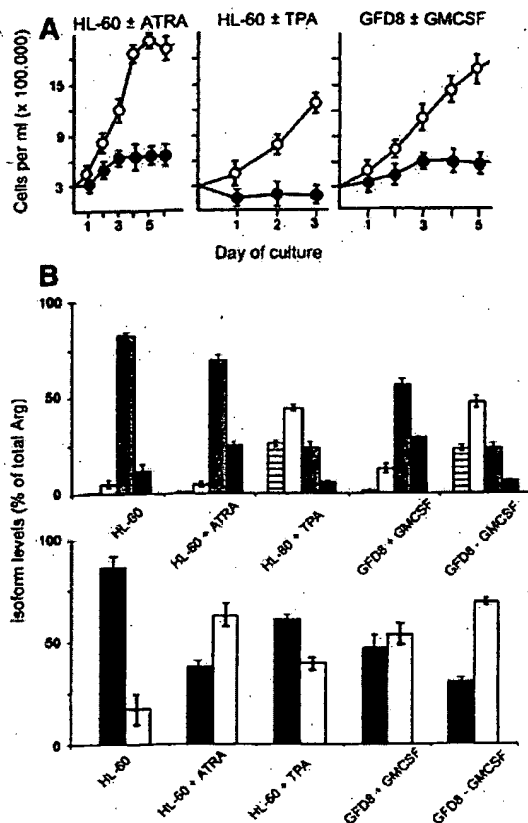 A
HL-60 ± ATRA
HL-60 ± TPA
GFD8 ± GMCSF
Cells per ml (x 100,000)
15
9
3
1 3 5
1 2 3
1 3 5
Day of culture
B
Isoform levels (% of total Arg)
100
50
0
HL-60
HL-60 + ATRA
HL-60 + TPA
GFD8 + GMCSF
GFD8 - GMCSF
100
50
0
HL-60
HL-60 + ATRA
HL-60 + TPA
GFD8 + GMCSF
GFD8 - GMCSF